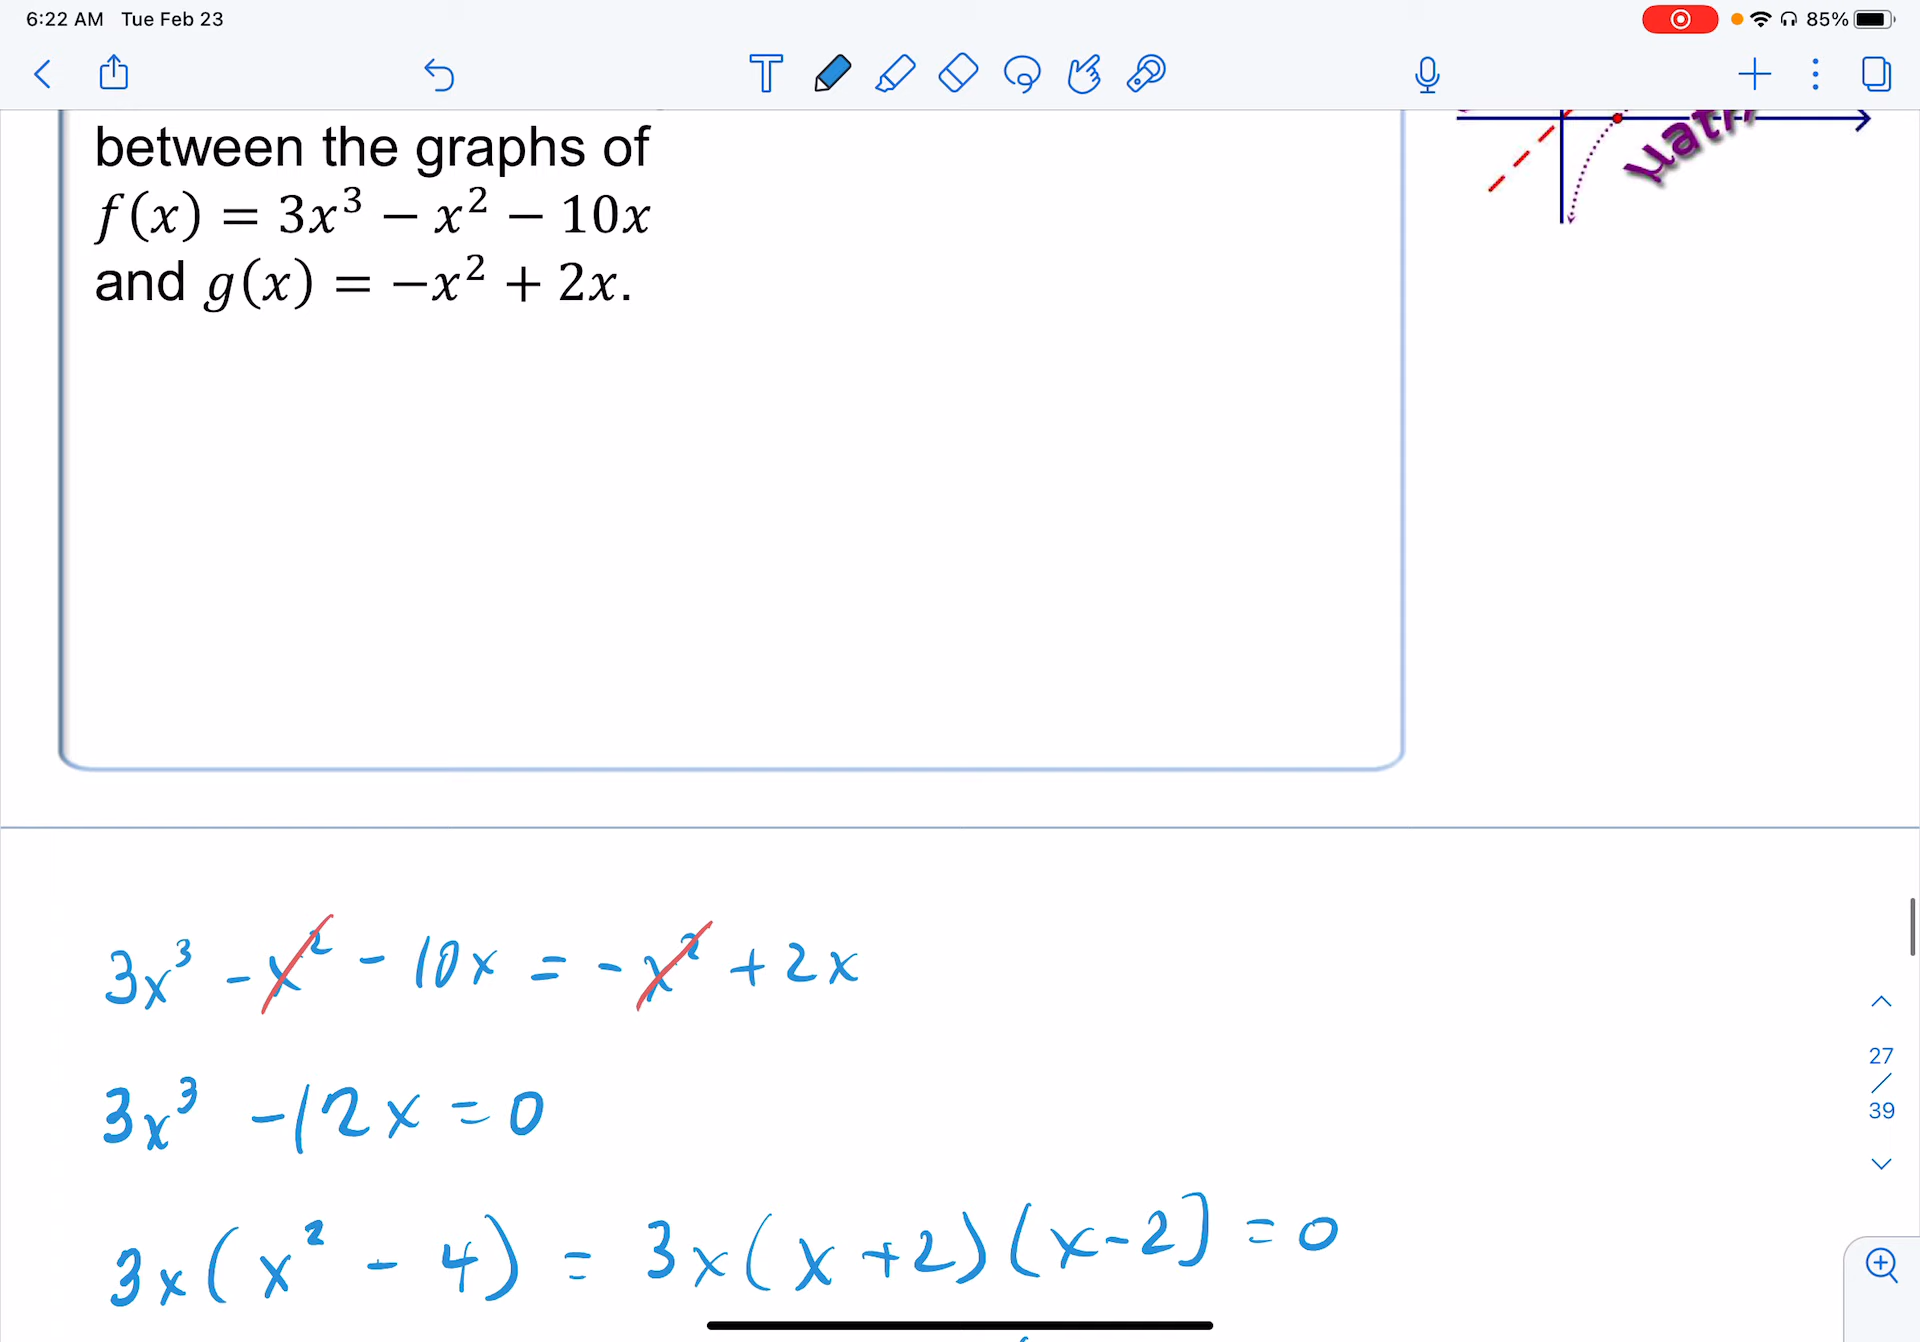 6:22 AM Tue Feb 23
85%
between the graphs of
f(x) = 3x³ − x² − 10x
and g(x) = −x² + 2x.
Math
3x³ - x² - 10x = - x² + 2x
3x³ - 12x = 0
3x(x² - 4) = 3x(x + 2)(x - 2] = 0
27
/
39